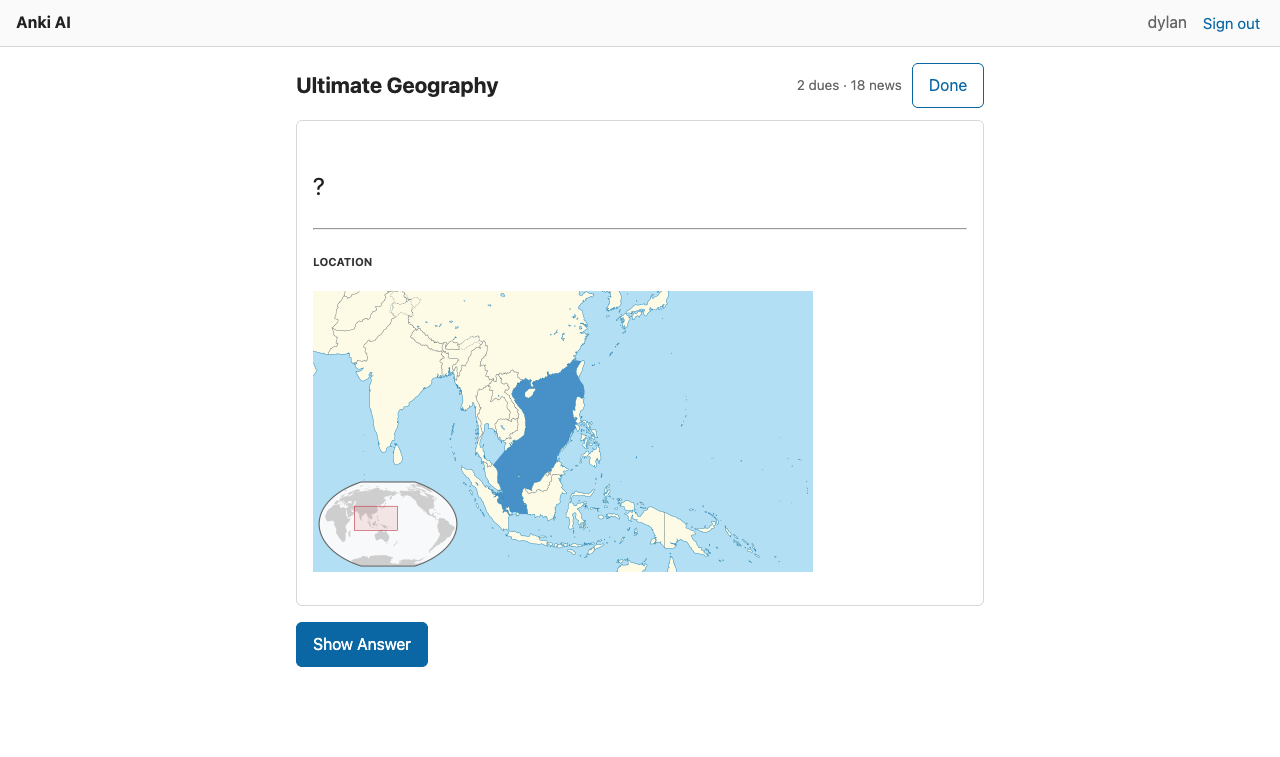 Anki AI
dylan
Sign out
Ultimate Geography
2 dues · 18 news
Done
?
LOCATION
Show Answer